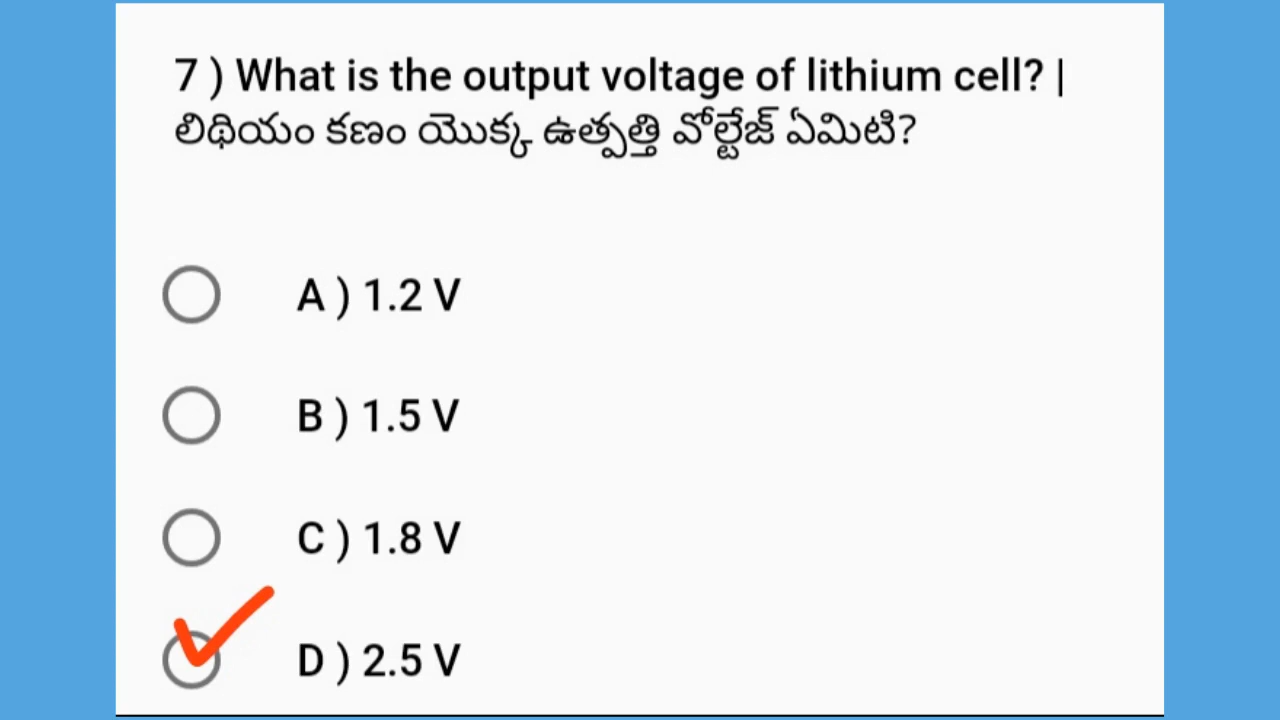 7 ) What is the output voltage of lithium cell? |
లిథియం కణం యొక్క ఉత్పత్తి వోల్టేజ్ ఏమిటి?
A ) 1.2 V
B ) 1.5 V
C ) 1.8 V
D ) 2.5 V